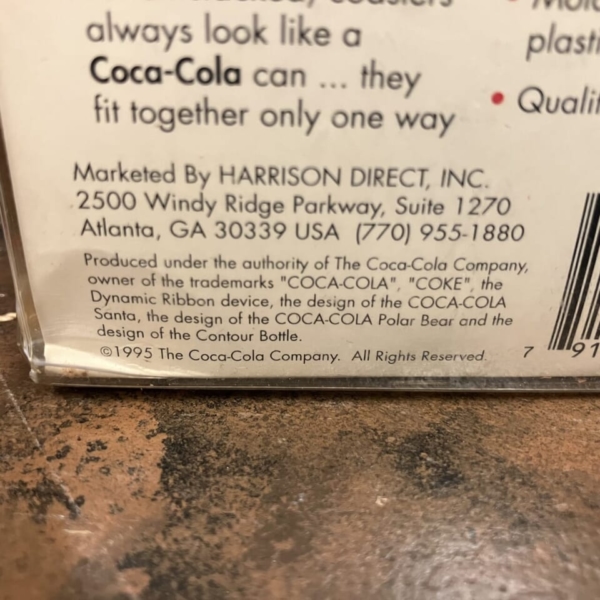 coasters
always look like a
Coca-Cola can ... they
fit together only one way
Marketed By HARRISON DIRECT, INC.
2500 Windy Ridge Parkway, Suite 1270
Atlanta, GA 30339 USA (770) 955-1880
Produced under the authority of The Coca-Cola Company,
owner of the trademarks "COCA-COLA", "COKE", the
Dynamic Ribbon device, the design of the COCA-COLA
Santa, the design of the COCA-COLA Polar Bear and the
design of the Contour Bottle.
©1995 The Coca-Cola Company. All Rights Reserved.
• 
plasti
• Qualit
7 91